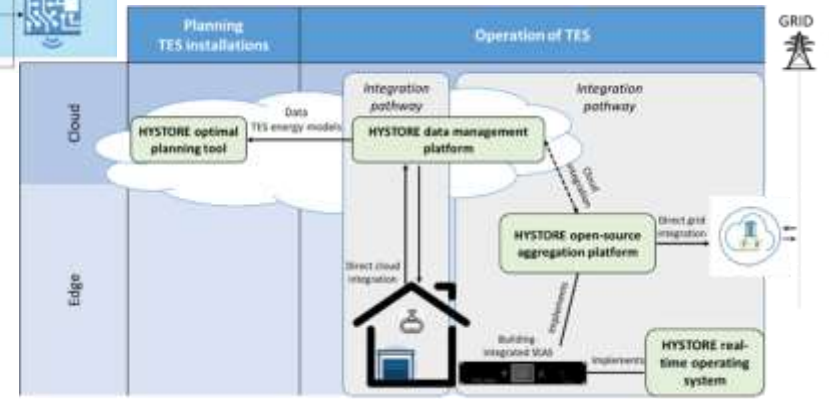 Planning
TES installations
Operation of TES
GRID
Cloud
Edge
Integration
pathway
Integration
pathway
Data
TES energy models
HYSTORE optimal
planning tool
HYSTORE data management
platform
Cloud
integration
HYSTORE open-source
aggregation platform
Direct grid
integration
Direct cloud
integration
Implements
Building
integrated
Implements
HYSTORE real-
time operating
system